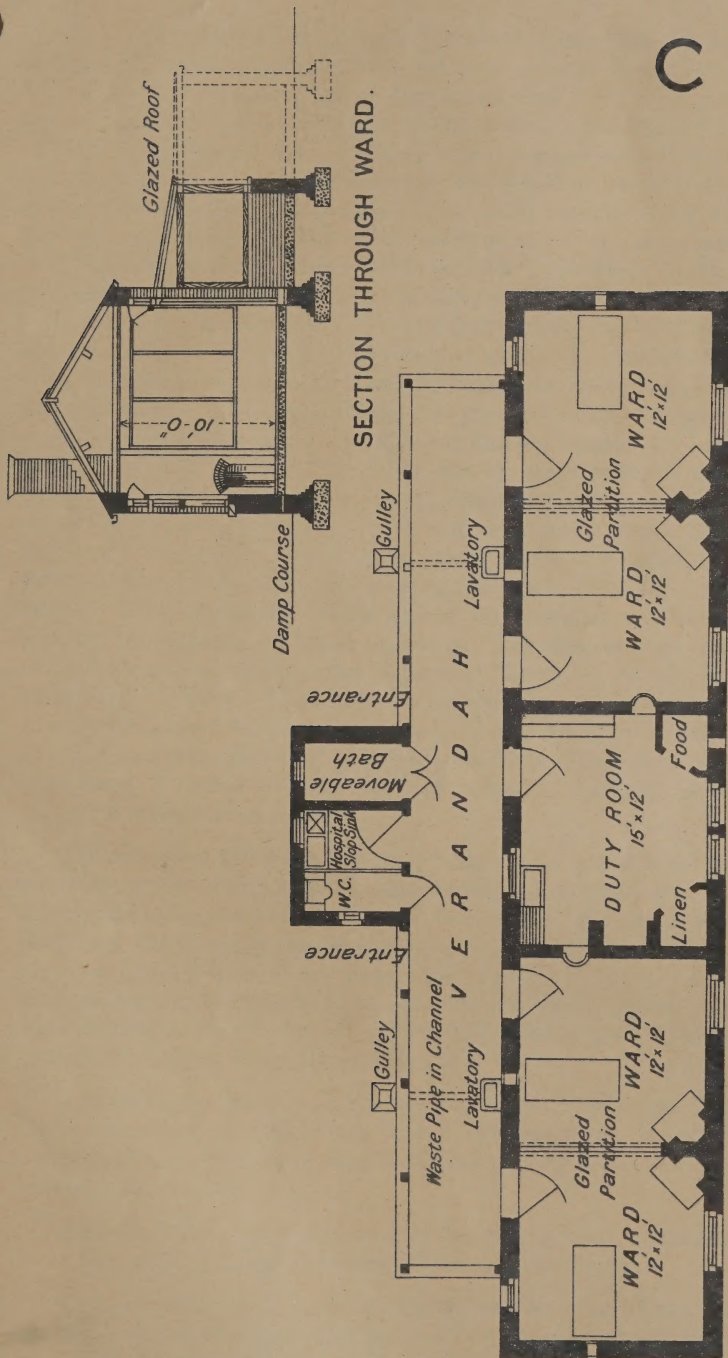 C
Glazed Roof
10'-0"
Damp Course
SECTION THROUGH WARD.
Gulley
Entrance
Moveable
Bath
Hospital
Slop Sink
W.C.
Entrance
Gulley
Lavatory
VERANDAH
Waste Pipe in Channel
Lavatory
WARD
12'x12'
Glazed
Partition
WARD
12'x12'
Food
DUTY ROOM
15'x12'
Linen
WARD
12'x12'
Glazed
Partition
WARD
12'x12'